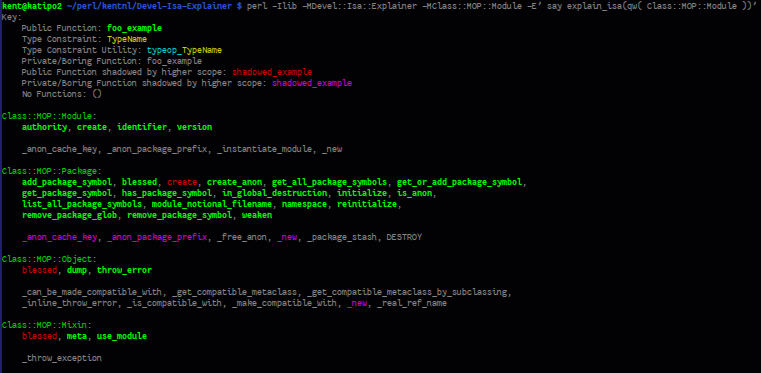 kent@katipo2 ~/perl/kentnl/Devel-Isa-Explainer $ perl -Ilib -MDevel::Isa::Explainer -MClass::MOP::Module -E' say explain_isa(qw( Class::MOP::Module ))'
Key:
Public Function: foo_example
Type Constraint: TypeName
Type Constraint Utility: typeop_TypeName
Private/Boring Function: foo_example
Public Function shadowed by higher scope: shadowed_example
Private/Boring Function shadowed by higher scope: shadowed_example
No Functions: ()
Class::MOP::Module:
authority, create, identifier, version
_anon_cache_key, _anon_package_prefix, _instantiate_module, _new
Class::MOP::Package:
add_package_symbol, blessed, create, create_anon, get_all_package_symbols, get_or_add_package_symbol,
get_package_symbol, has_package_symbol, in_global_destruction, initialize, is_anon,
list_all_package_symbols, module_notional_filename, namespace, reinitialize,
remove_package_glob, remove_package_symbol, weaken
_anon_cache_key, _anon_package_prefix, _free_anon, _new, _package_stash, DESTROY
Class::MOP::Object:
blessed, dump, throw_error
_can_be_made_compatible_with, _get_compatible_metaclass, _get_compatible_metaclass_by_subclassing,
_inline_throw_error, _is_compatible_with, _make_compatible_with, _new, _real_ref_name
Class::MOP::Mixin:
blessed, meta, use_module
_throw_exception